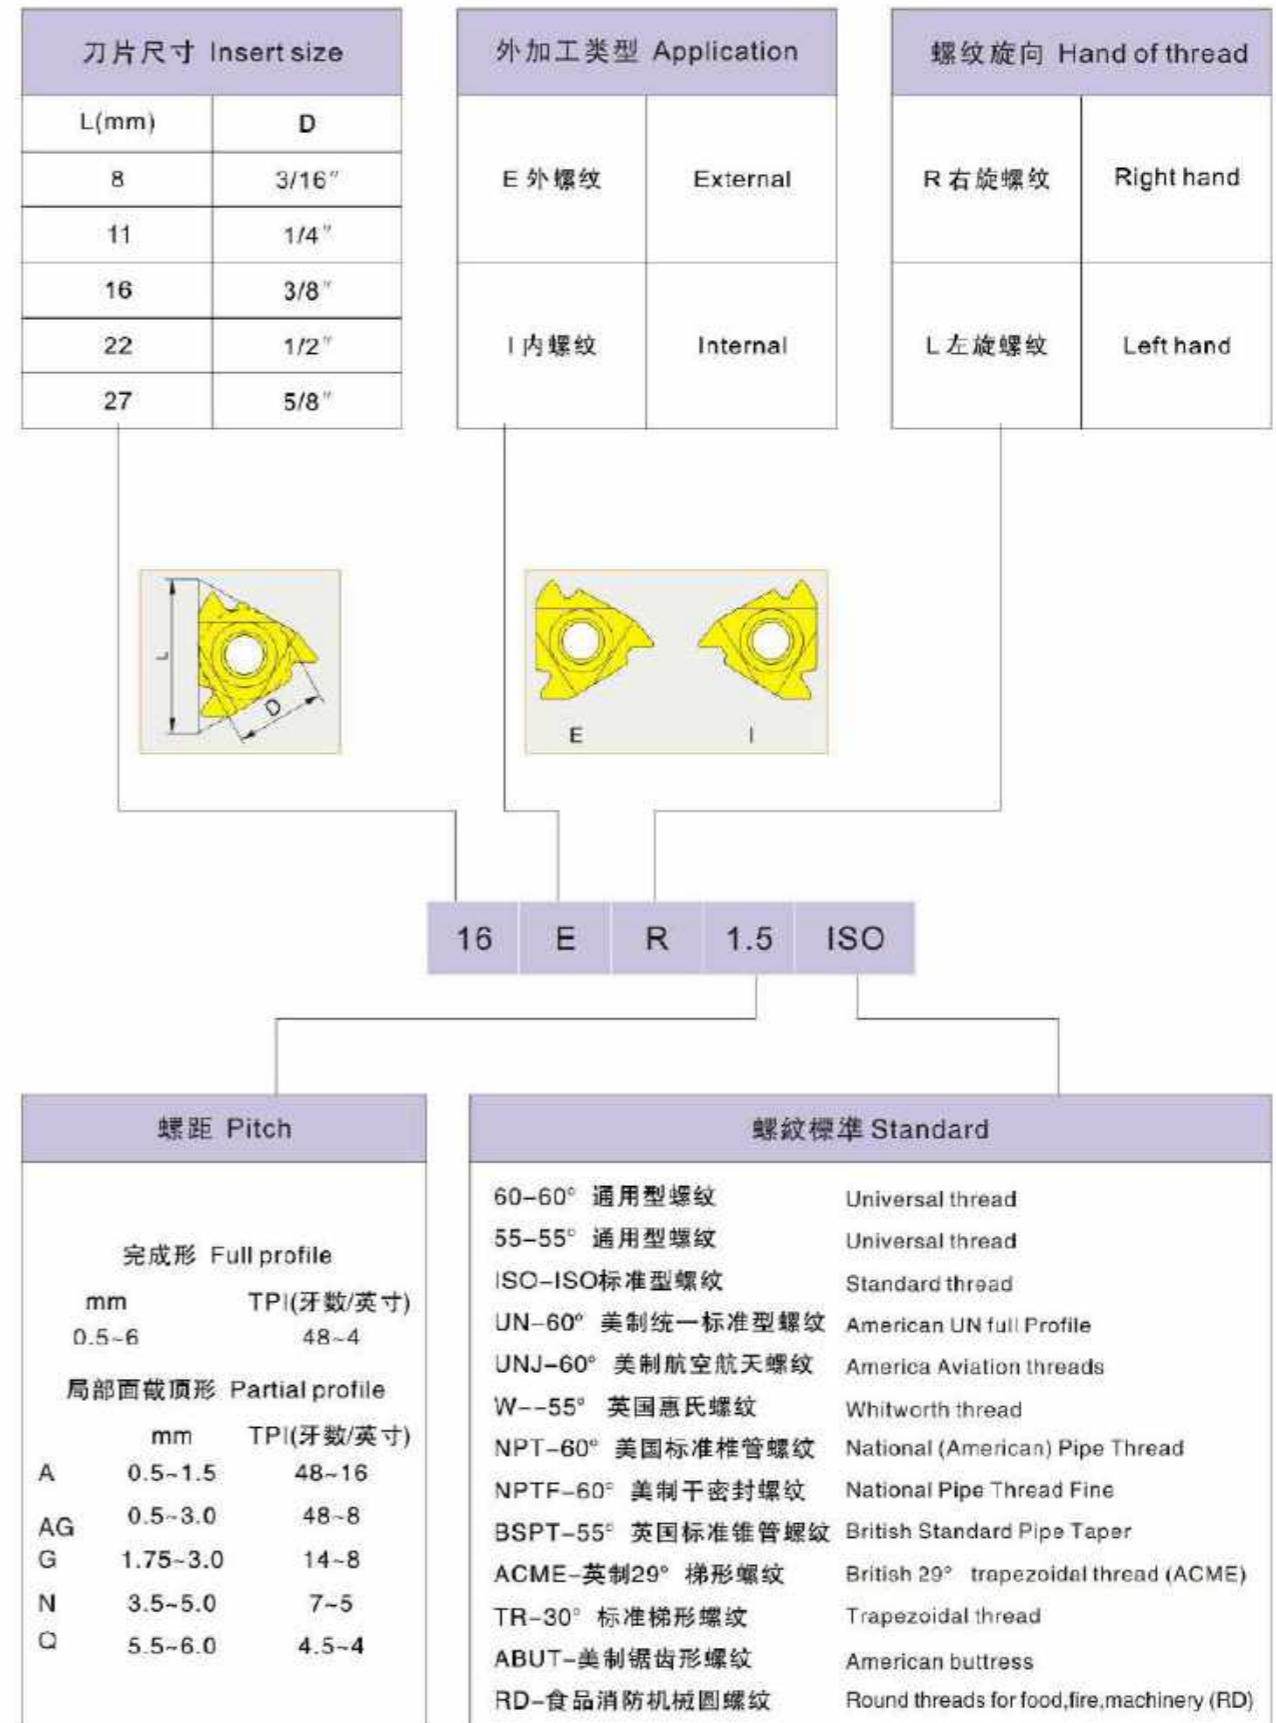 刀片尺寸 Insert size
L(mm) D
8 3/16″
11 1/4″
16 3/8″
22 1/2″
27 5/8″
外加工类型 Application
E 外螺纹 External
I 内螺纹 Internal
螺纹旋向 Hand of thread
R 右旋螺纹 Right hand
L 左旋螺纹 Left hand
L
D
E I
16 E R 1.5 ISO
螺距 Pitch
完成形 Full profile
mm TPI(牙数/英寸)
0.5~6 48~4
局部面截顶形 Partial profile
mm TPI(牙数/英寸)
A 0.5~1.5 48~16
AG 0.5~3.0 48~8
G 1.75~3.0 14~8
N 3.5~5.0 7~5
Q 5.5~6.0 4.5~4
螺紋標準 Standard
60-60° 通用型螺纹 Universal thread
55-55° 通用型螺纹 Universal thread
ISO-ISO标准型螺纹 Standard thread
UN-60° 美制统一标准型螺纹 American UN full Profile
UNJ-60° 美制航空航天螺纹 America Aviation threads
W--55° 英国惠氏螺纹 Whitworth thread
NPT-60° 美国标准椎管螺纹 National (American) Pipe Thread
NPTF-60° 美制干密封螺纹 National Pipe Thread Fine
BSPT-55° 英国标准锥管螺纹 British Standard Pipe Taper
ACME-英制29° 梯形螺纹 British 29° trapezoidal thread (ACME)
TR-30° 标准梯形螺纹 Trapezoidal thread
ABUT-美制锯齿形螺纹 American buttress
RD-食品消防机械圆螺纹 Round threads for food,fire,machinery (RD)